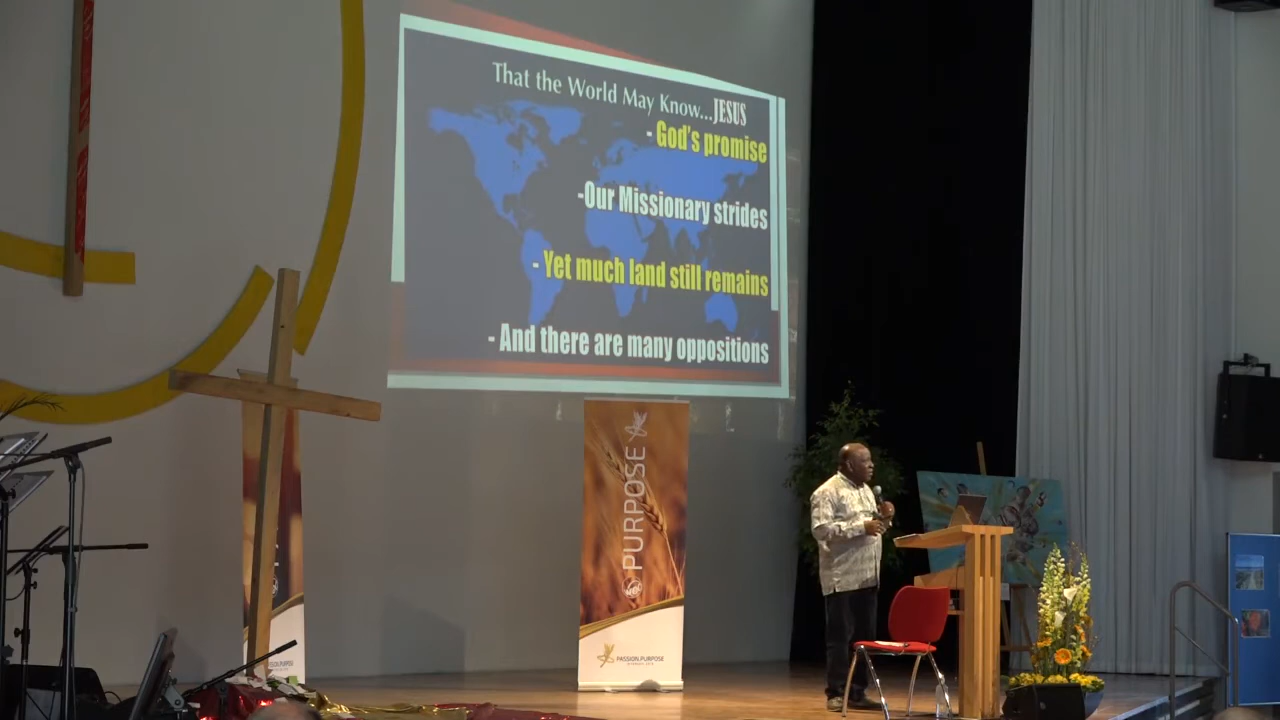 That the World May Know...JESUS
- God's promise
-Our Missionary strides
- Yet much land still remains
- And there are many oppositions
PURPOSE
PASSION.PURPOSE